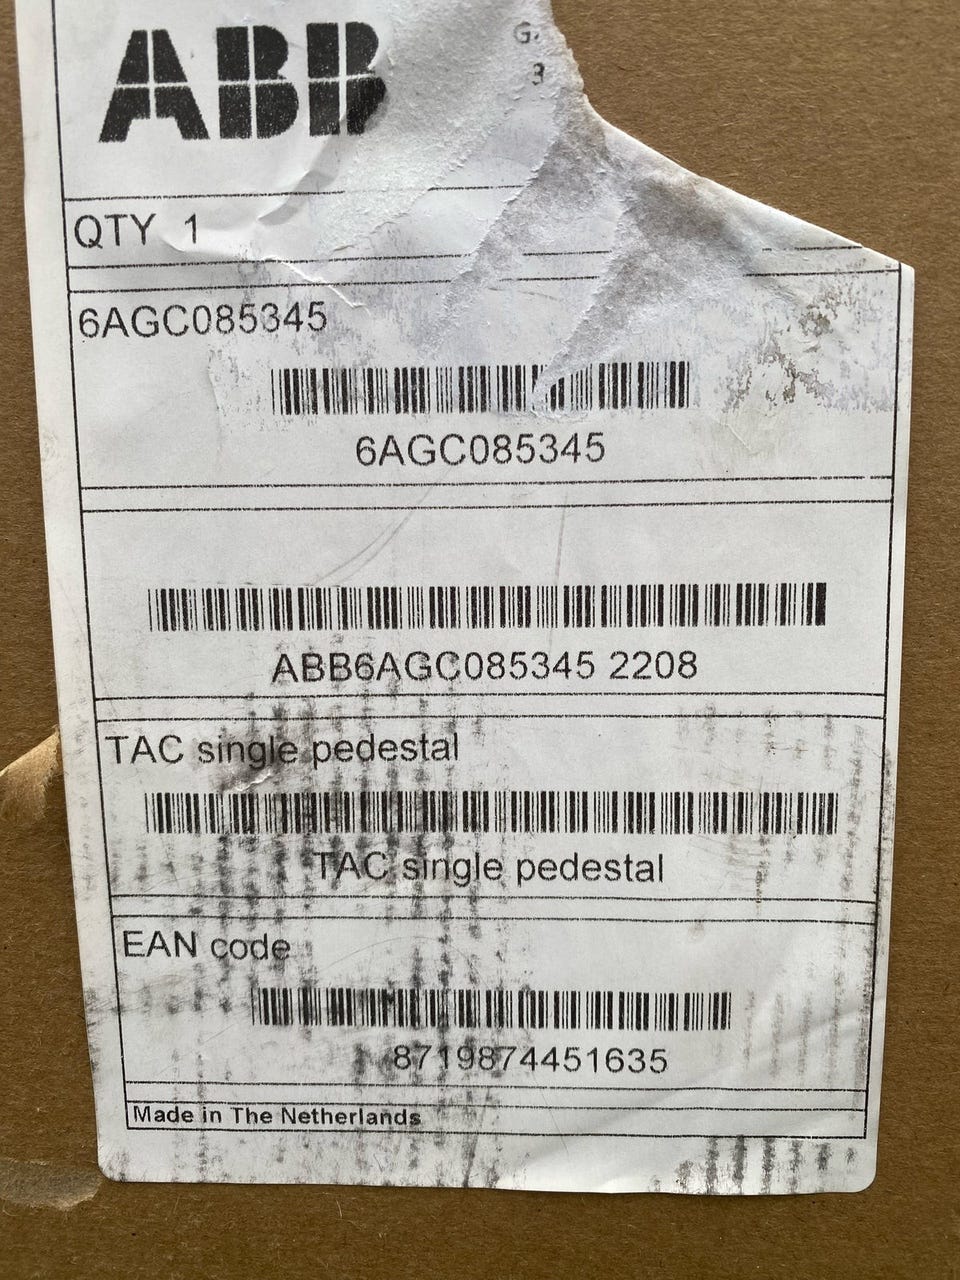 ABB
G.
3
QTY 1
6AGC085345
6AGC085345
ABB6AGC085345 2208
TAC single pedestal
TAC single pedestal
EAN code
8719874451635
Made in The Netherlands